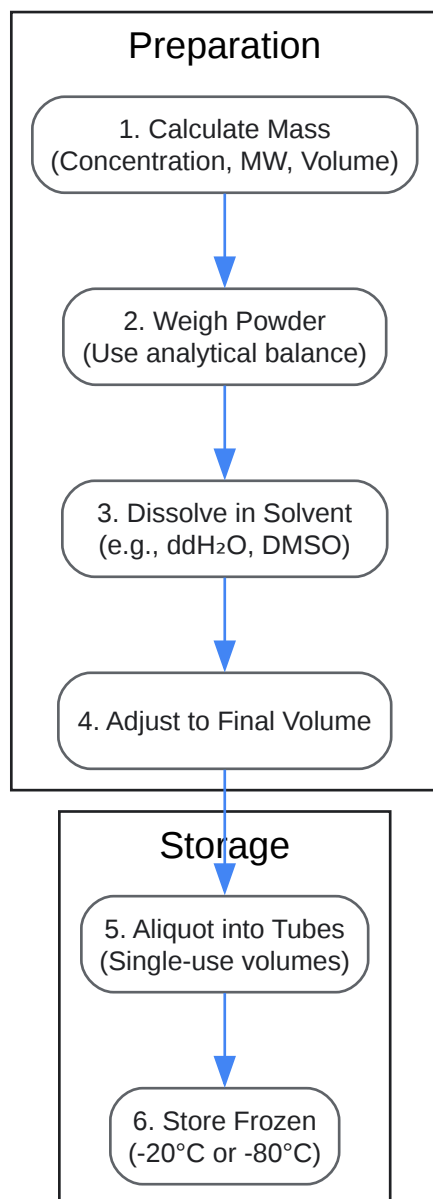 Preparation
1. Calculate Mass
(Concentration, MW, Volume)
2. Weigh Powder
(Use analytical balance)
3. Dissolve in Solvent
(e.g., ddH₂O, DMSO)
4. Adjust to Final Volume
Storage
5. Aliquot into Tubes
(Single-use volumes)
6. Store Frozen
(-20°C or -80°C)